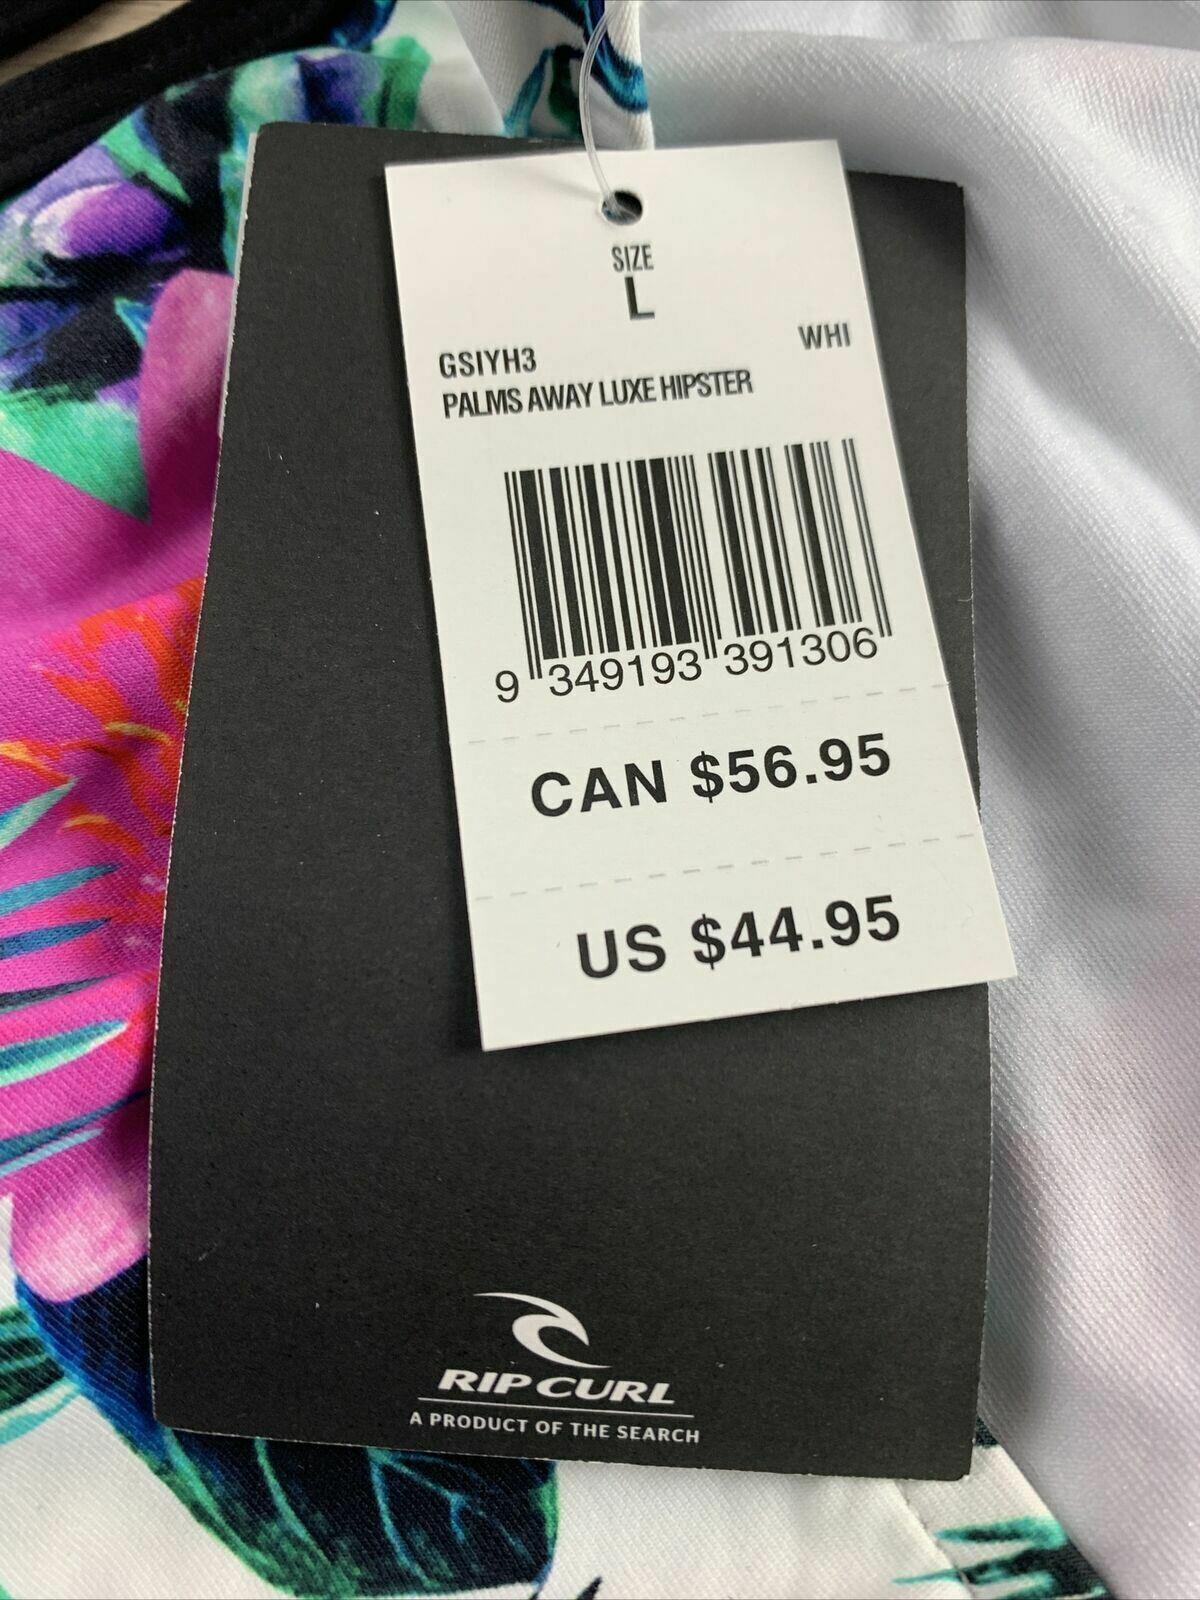 SIZE
L
GSIYH3 WHI
PALMS AWAY LUXE HIPSTER
9 349193 391306
CAN $56.95
US $44.95
RIP CURL
A PRODUCT OF THE SEARCH